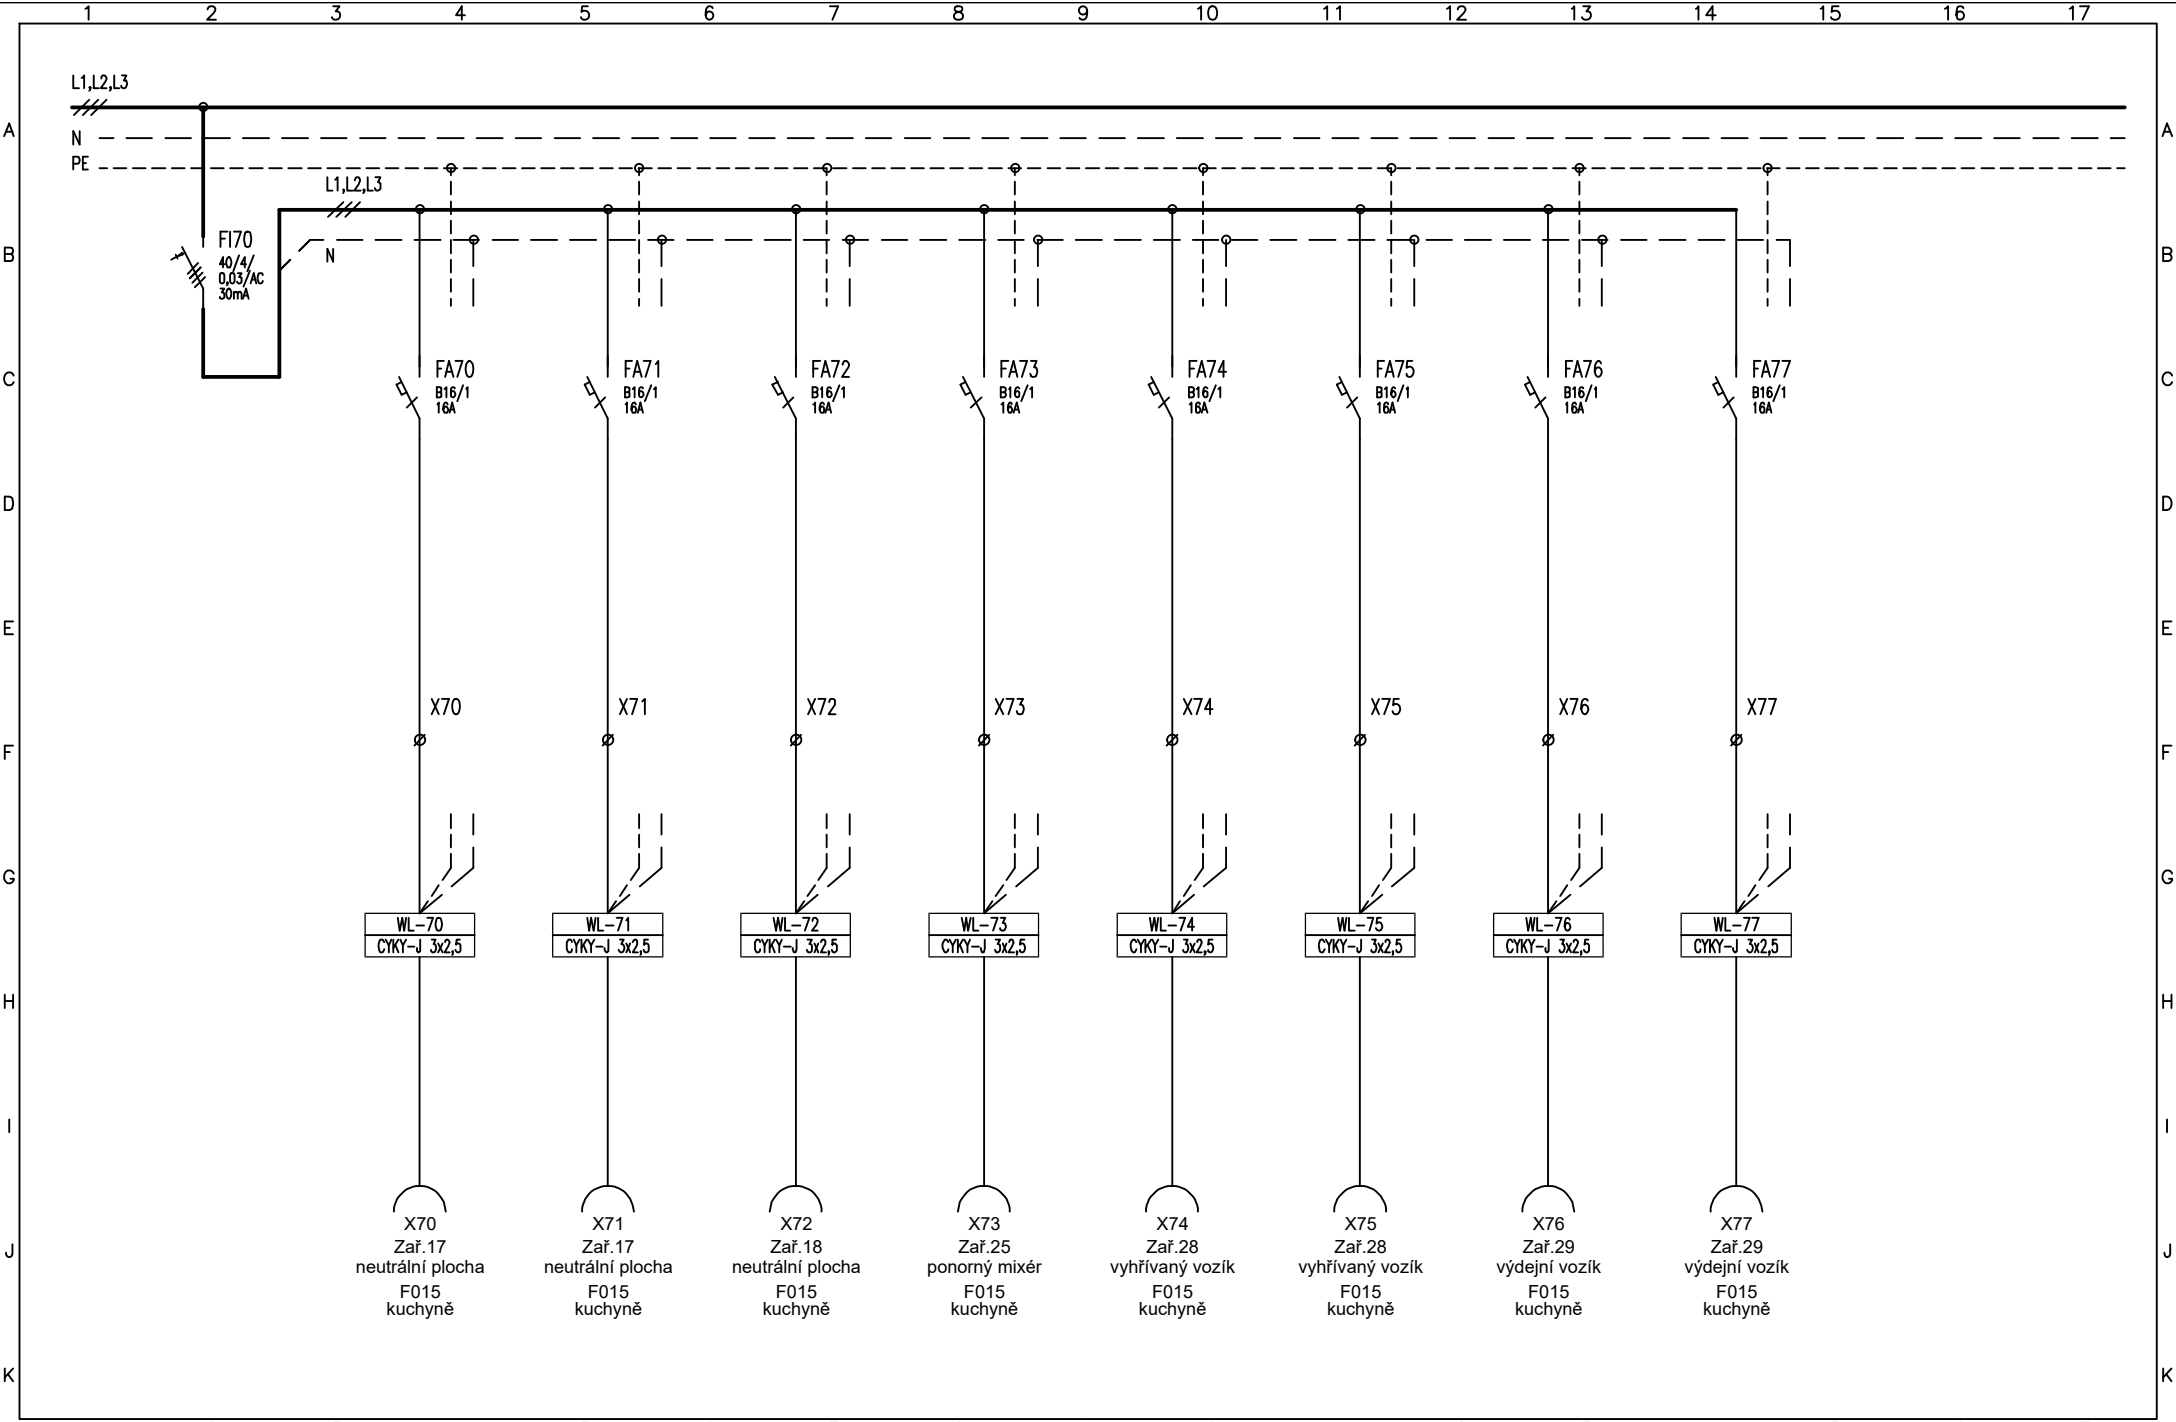 1 2 3 4 5 6 7 8 9 10 11 12 13 14 15 16 17
L1,L2,L3
A A
N
PE
L1,L2,L3
FI70
B B
N
40/4/
0,03/AC
30mA
FA70 FA71 FA72 FA73 FA74 FA75 FA76 FA77
C C
B16/1 B16/1 B16/1 B16/1 B16/1 B16/1 B16/1 B16/1
16A 16A 16A 16A 16A 16A 16A 16A
D D
E E
X70 X71 X72 X73 X74 X75 X76 X77
F F
G G
WL-70 WL-71 WL-72 WL-73 WL-74 WL-75 WL-76 WL-77
CYKY-J 3x2,5 CYKY-J 3x2,5 CYKY-J 3x2,5 CYKY-J 3x2,5 CYKY-J 3x2,5 CYKY-J 3x2,5 CYKY-J 3x2,5 CYKY-J 3x2,5
H H
I I
X70 X71 X72 X73 X74 X75 X76 X77
J J
Zař.17 Zař.17 Zař.18 Zař.25 Zař.28 Zař.28 Zař.29 Zař.29
neutrální plocha neutrální plocha neutrální plocha ponorný mixér vyhřívaný vozík vyhřívaný vozík výdejní vozík výdejní vozík
F015 F015 F015 F015 F015 F015 F015 F015
kuchyně kuchyně kuchyně kuchyně kuchyně kuchyně kuchyně kuchyně
K K